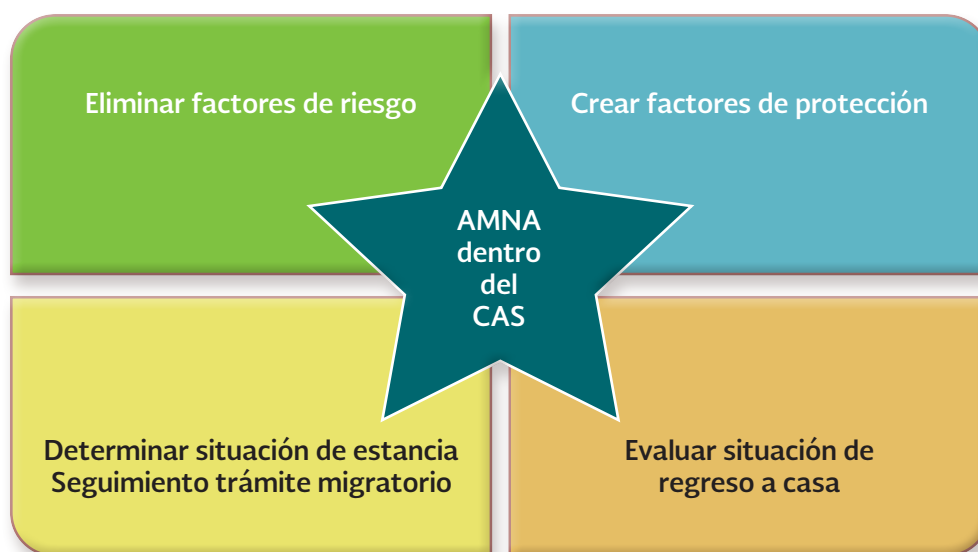 Eliminar factores de riesgo
Crear factores de protección
AMNA
dentro
del
CAS
Determinar situación de estancia
Seguimiento trámite migratorio
Evaluar situación de
regreso a casa